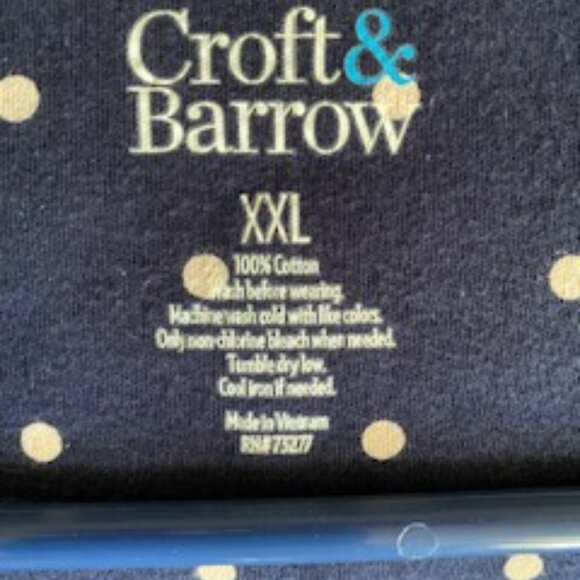 Croft&
Barrow
XXL
100% Cotton
Wash before wearing.
Machine wash cold with like colors.
Only non-chlorine bleach when needed.
Tumble dry low.
Cool iron if needed.
Made in Vietnam
RN# 73277